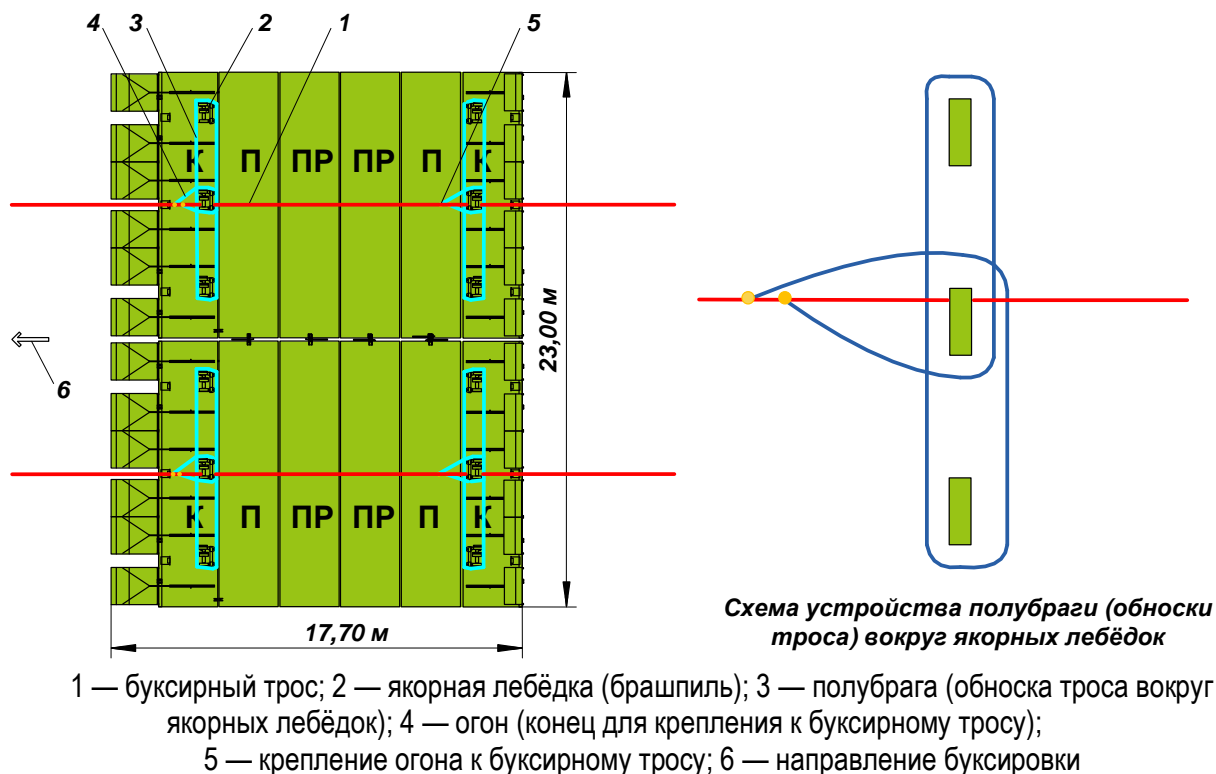 4 3 2 1 5
К П ПР ПР П К
23,00 м
6
К П ПР ПР П К
17,70 м
Схема устройства полубраги (обноски
троса) вокруг якорных лебёдок
1 — буксирный трос; 2 — якорная лебёдка (брашпиль); 3 — полубрага (обноска троса вокруг
якорных лебёдок); 4 — огон (конец для крепления к буксирному тросу);
5 — крепление огона к буксирному тросу; 6 — направление буксировки